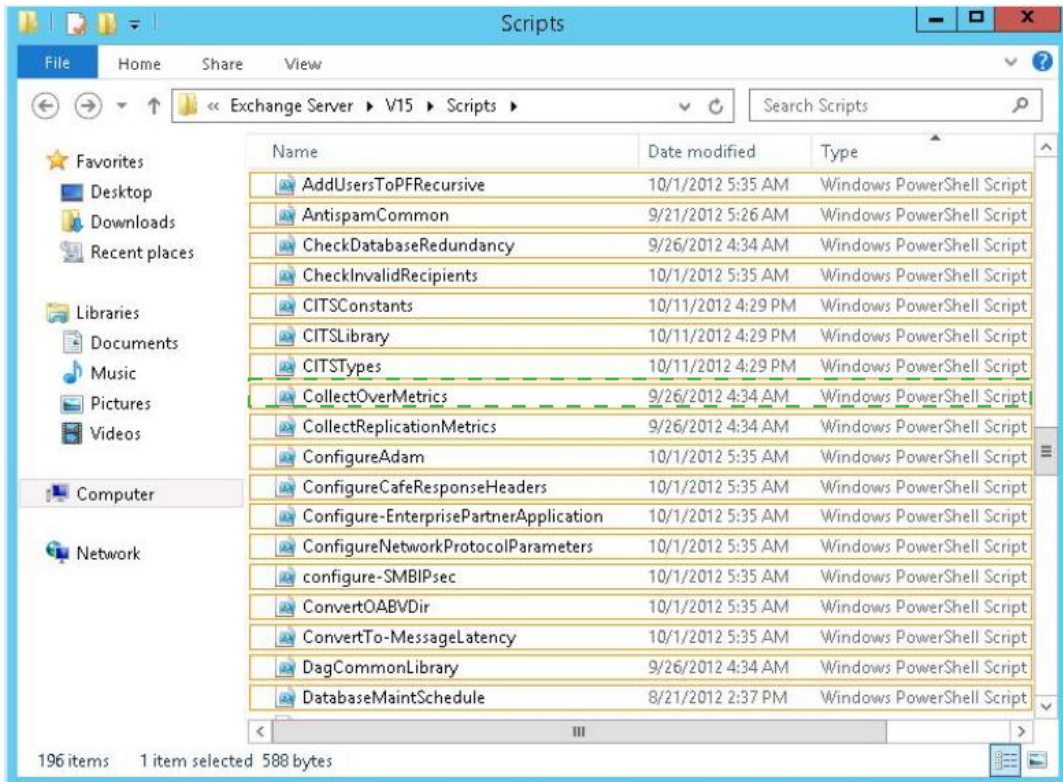 Scripts
File Home Share View
« Exchange Server ▸ V15 ▸ Scripts ▸ Search Scripts
Favorites
Desktop
Downloads
Recent places
Libraries
Documents
Music
Pictures
Videos
Computer
Network
Name Date modified Type
AddUsersToPFRecursive 10/1/2012 5:35 AM Windows PowerShell Script
AntispamCommon 9/21/2012 5:26 AM Windows PowerShell Script
CheckDatabaseRedundancy 9/26/2012 4:34 AM Windows PowerShell Script
CheckInvalidRecipients 10/1/2012 5:35 AM Windows PowerShell Script
CITSConstants 10/11/2012 4:29 PM Windows PowerShell Script
CITSLibrary 10/11/2012 4:29 PM Windows PowerShell Script
CITSTypes 10/11/2012 4:29 PM Windows PowerShell Script
CollectOverMetrics 9/26/2012 4:34 AM Windows PowerShell Script
CollectReplicationMetrics 9/26/2012 4:34 AM Windows PowerShell Script
ConfigureAdam 10/1/2012 5:35 AM Windows PowerShell Script
ConfigureCafeResponseHeaders 10/1/2012 5:35 AM Windows PowerShell Script
Configure-EnterprisePartnerApplication 10/1/2012 5:35 AM Windows PowerShell Script
ConfigureNetworkProtocolParameters 10/1/2012 5:35 AM Windows PowerShell Script
configure-SMBIPsec 10/1/2012 5:35 AM Windows PowerShell Script
ConvertOABVDir 10/1/2012 5:35 AM Windows PowerShell Script
ConvertTo-MessageLatency 10/1/2012 5:35 AM Windows PowerShell Script
DagCommonLibrary 9/26/2012 4:34 AM Windows PowerShell Script
DatabaseMaintSchedule 8/21/2012 2:37 PM Windows PowerShell Script
196 items 1 item selected 588 bytes